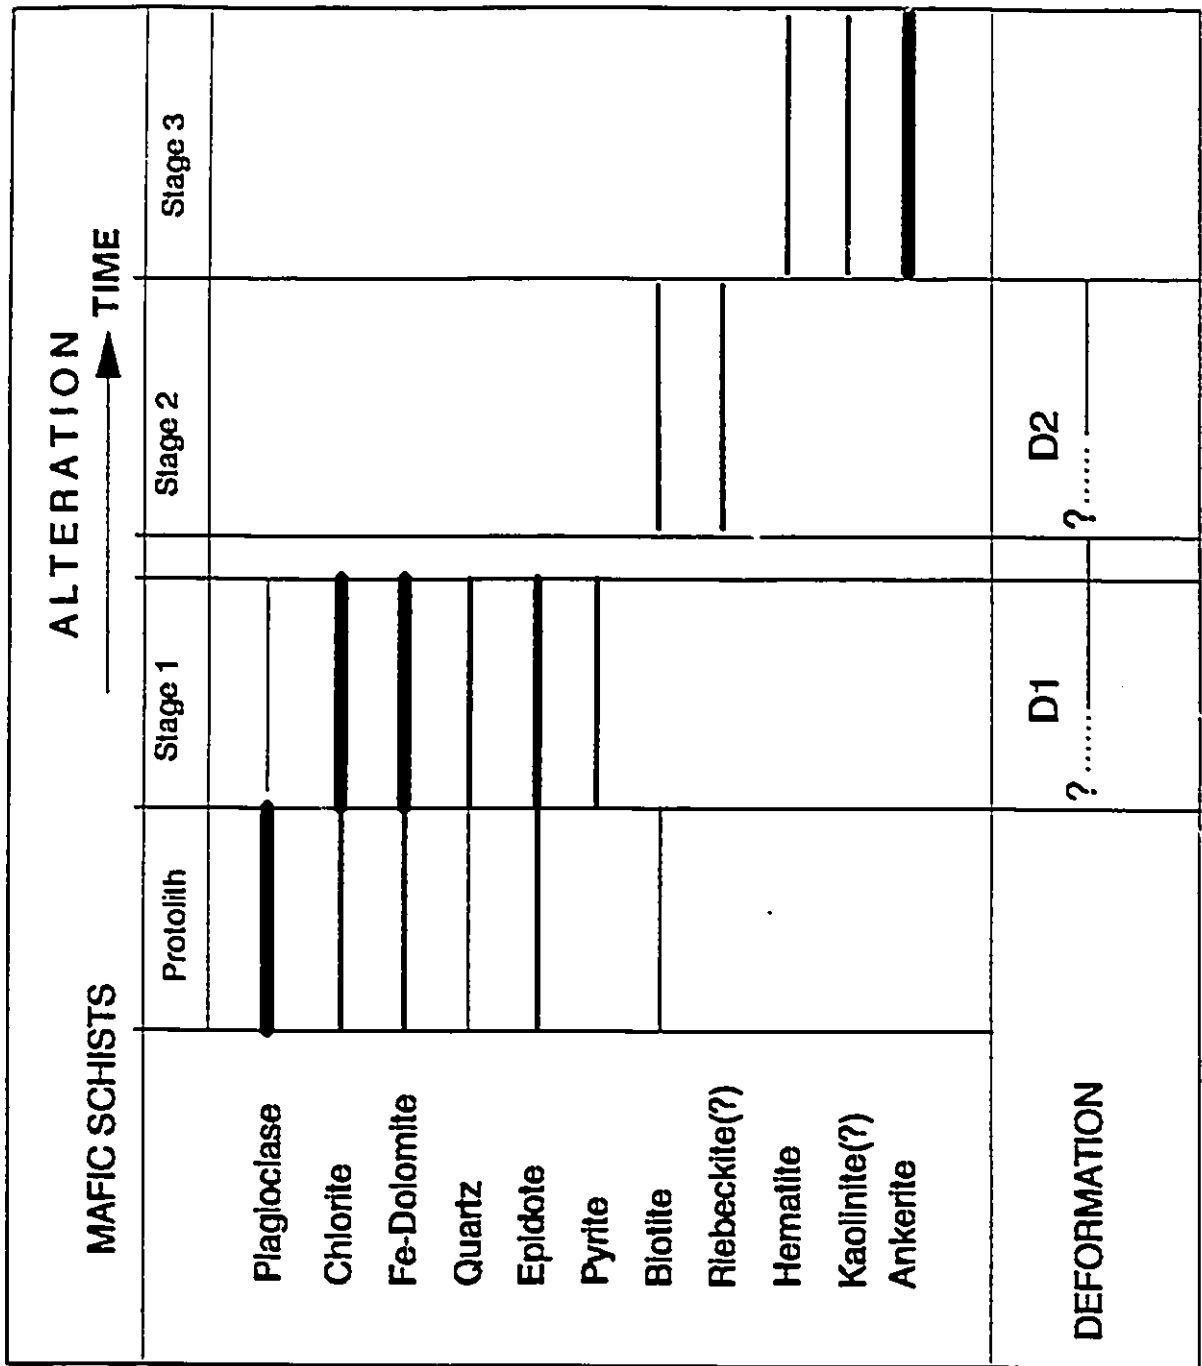 ALTERATION
MAFIC SCHISTS
TIME
Protolith
Stage 1
Stage 2
Stage 3
Plagioclase
Chlorite
Fe-Dolomite
Quartz
Epidote
Pyrite
Biotite
Riebeckite(?)
Hematite
Kaolinite(?)
Ankerite
D1
D2
DEFORMATION
?......
?......